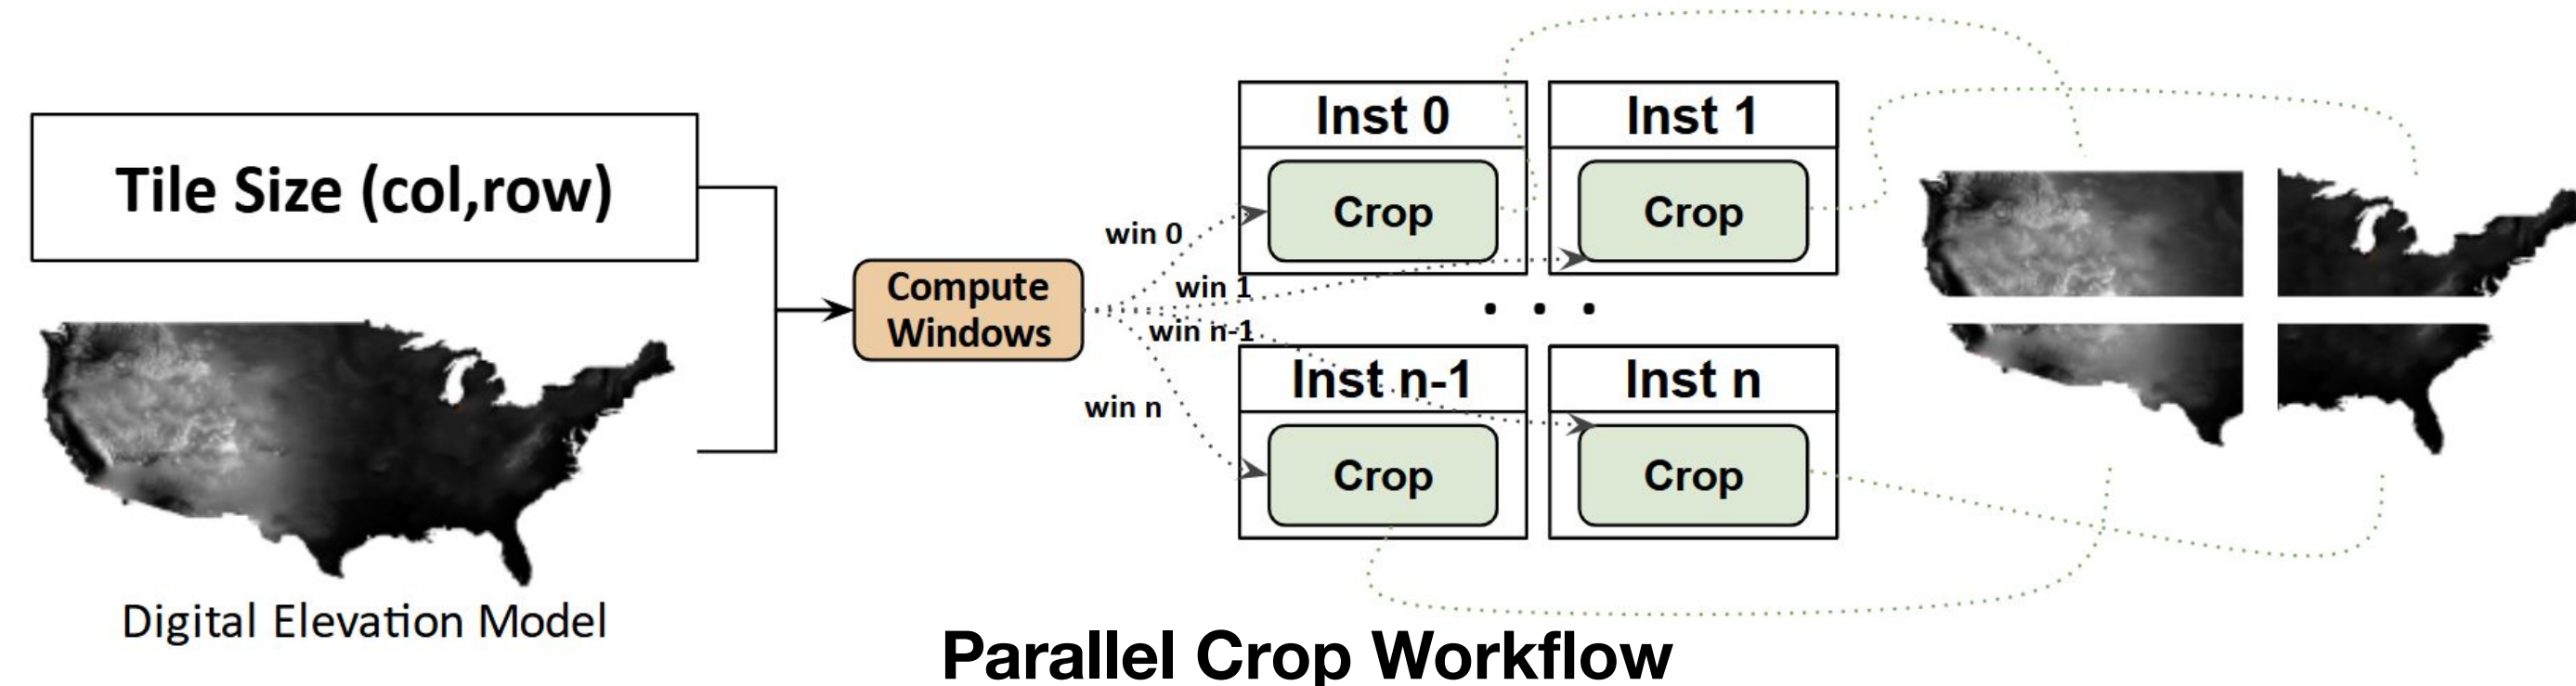 Tile Size (col,row)
Digital Elevation Model
Compute
Windows
win 0
win 1
win n-1
win n
Inst 0
Crop
Inst 1
Crop
. . .
Inst n-1
Crop
Inst n
Crop
Parallel Crop Workflow